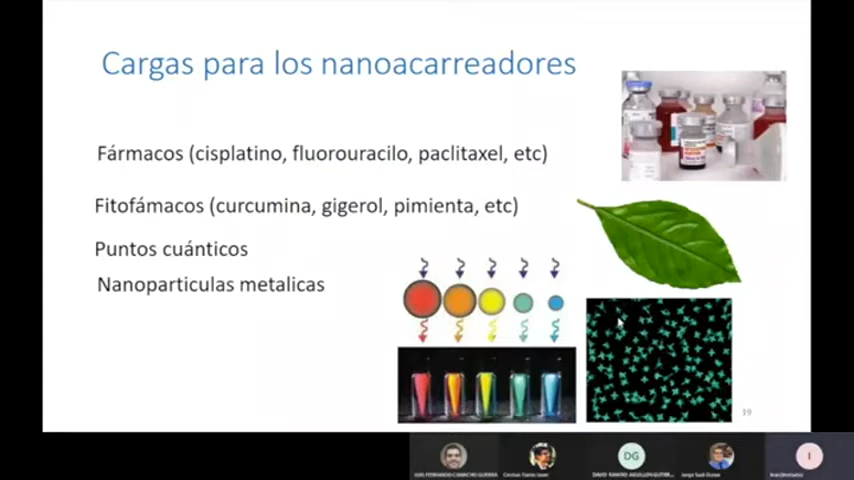 Cargas para los nanoacarreadores
Fármacos (cisplatino, fluorouracilo, paclitaxel, etc)
Fitofámacos (curcumina, gigerol, pimienta, etc)
Puntos cuánticos
Nanoparticulas metalicas
19
DG
I